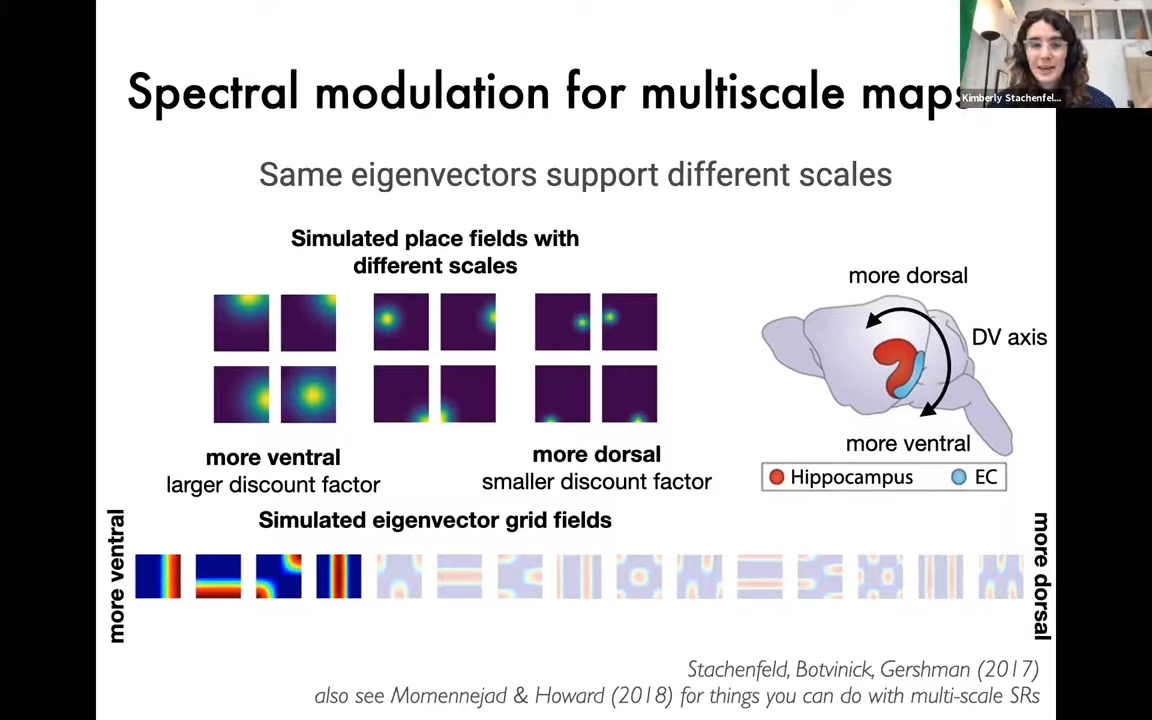 Spectral modulation for multiscale maps
Kimberly Stachenfel...
Same eigenvectors support different scales
Simulated place fields with
different scales
more ventral
larger discount factor
more dorsal
smaller discount factor
more dorsal
DV axis
more ventral
Hippocampus
EC
Simulated eigenvector grid fields
more ventral
more dorsal
Stachenfeld, Botvinick, Gershman (2017)
also see Momennejad & Howard (2018) for things you can do with multi-scale SRs